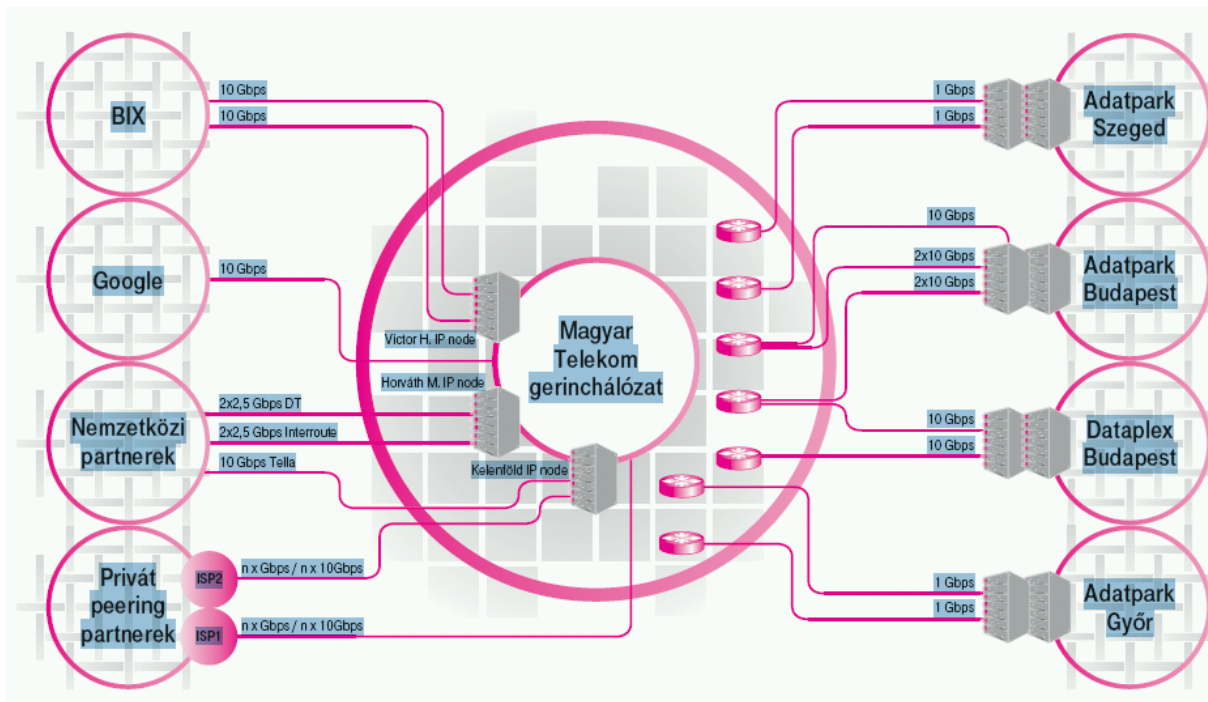 BIX
10 Gbps
10 Gbps
Google
10 Gbps
Nemzetközi
partnerek
2x2,5 Gbps DT
2x2,5 Gbps Interroute
10 Gbps Tella
Privát
peering
partnerek
ISP2
n x Gbps / n x 10Gbps
ISP1
n x Gbps / n x 10Gbps
Victor H. IP node
Horváth M. IP node
Kelenföld IP node
Magyar
Telekom
gerinchálózat
1 Gbps
1 Gbps
Adatpark
Szeged
10 Gbps
2x10 Gbps
2x10 Gbps
Adatpark
Budapest
10 Gbps
10 Gbps
Dataplex
Budapest
1 Gbps
1 Gbps
Adatpark
Győr